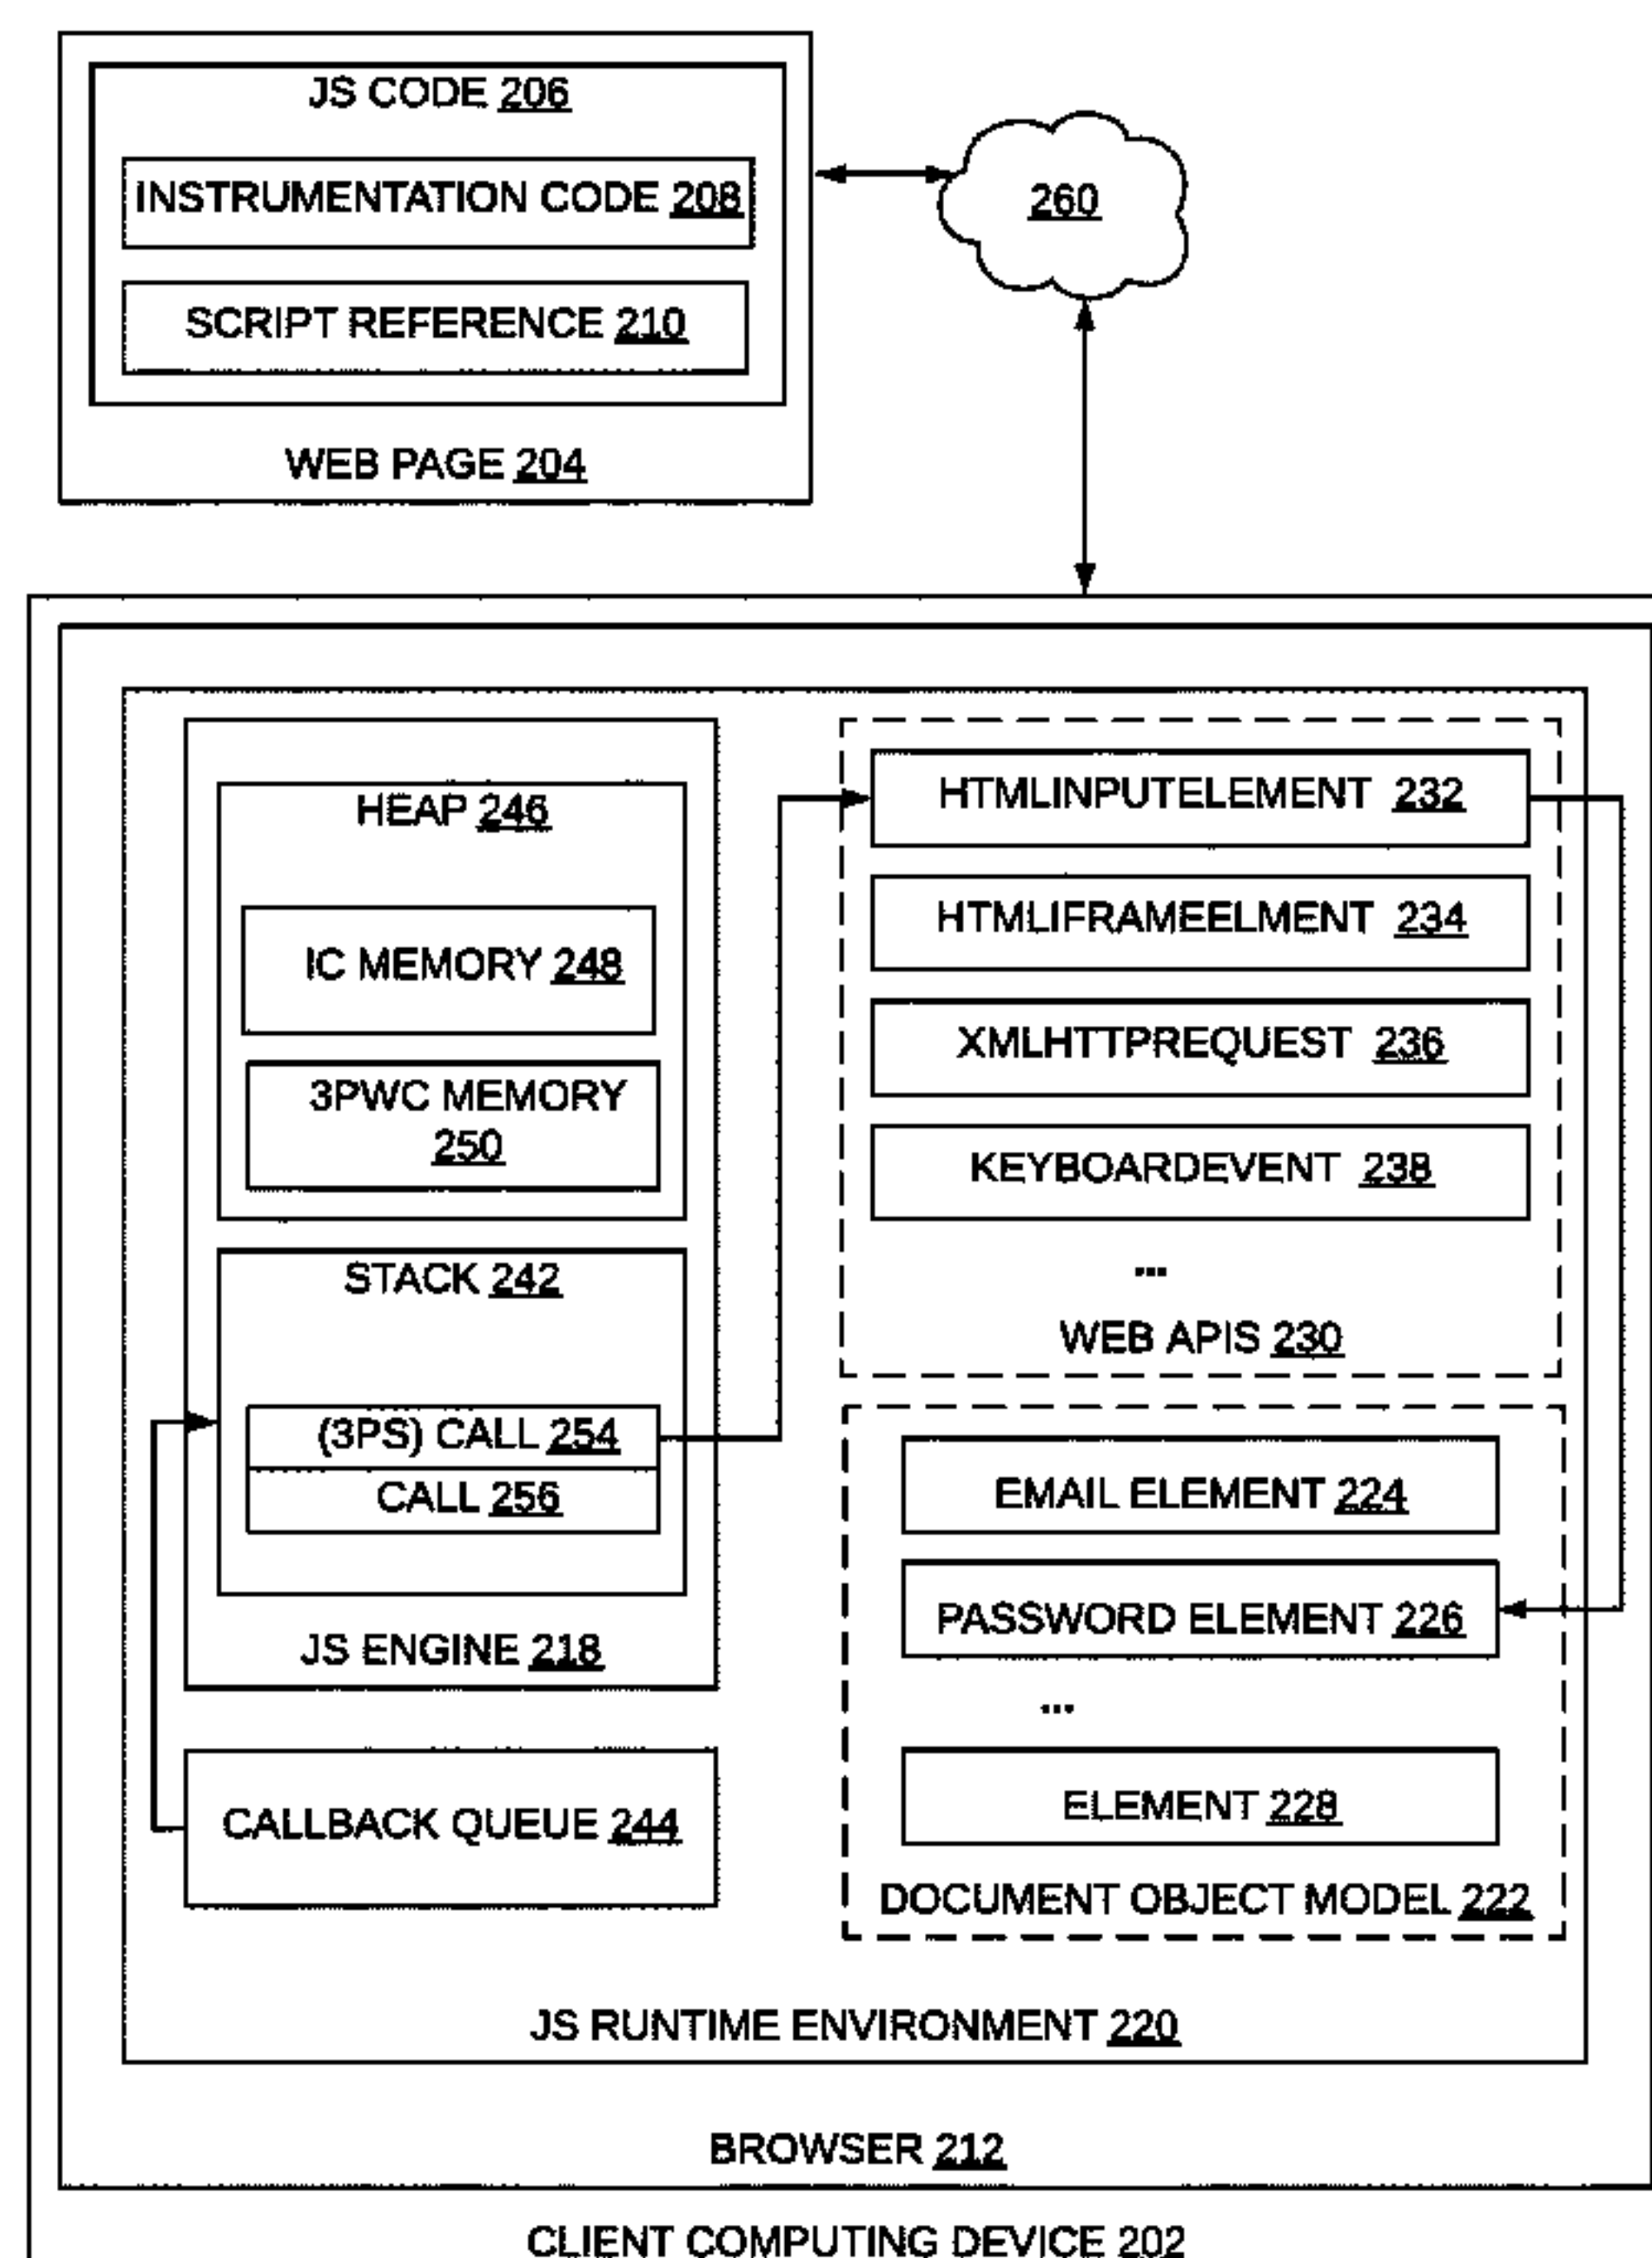 JS CODE 206
INSTRUMENTATION CODE 208
SCRIPT REFERENCE 210
WEB PAGE 204
260
HEAP 246
IC MEMORY 248
3PWC MEMORY
250
STACK 242
(3PS) CALL 254
CALL 256
JS ENGINE 218
CALLBACK QUEUE 244
HTMLINPUTELEMENT 232
HTMLIFRAMEELMENT 234
XMLHTTPREQUEST 236
KEYBOARDEVENT 238
...
WEB APIS 230
EMAIL ELEMENT 224
PASSWORD ELEMENT 226
...
ELEMENT 228
DOCUMENT OBJECT MODEL 222
JS RUNTIME ENVIRONMENT 220
BROWSER 212
CLIENT COMPUTING DEVICE 202